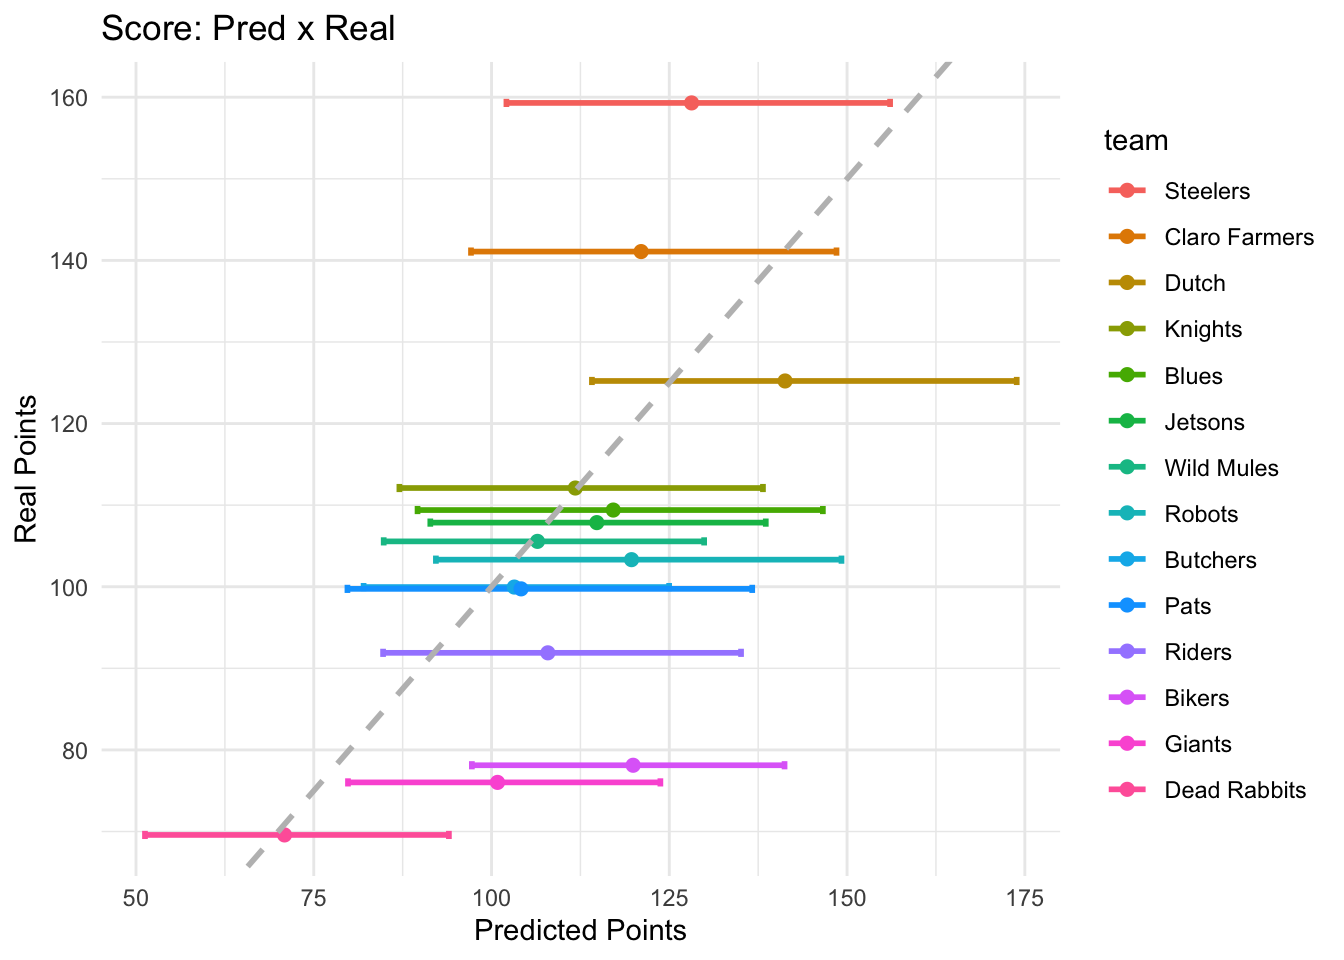 Score: Pred x Real
Real Points
160
140
120
100
80
50
75
100
125
150
175
Predicted Points
team
Steelers
Claro Farmers
Dutch
Knights
Blues
Jetsons
Wild Mules
Robots
Butchers
Pats
Riders
Bikers
Giants
Dead Rabbits